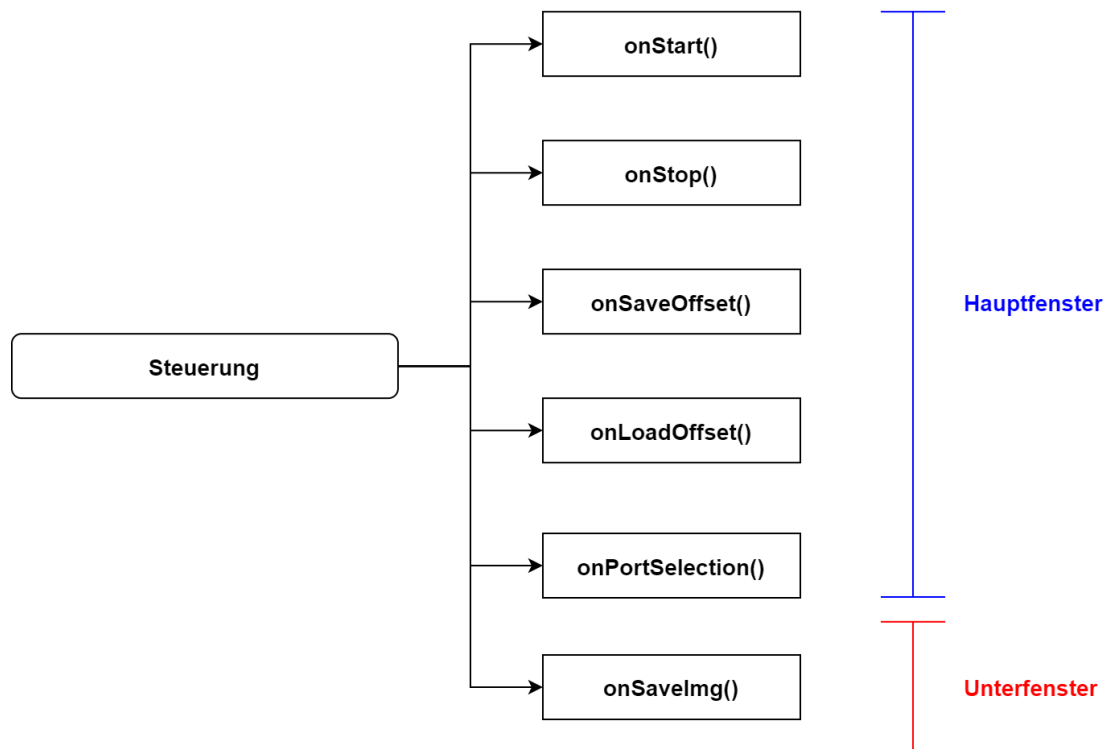 onStart()
onStop()
onSaveOffset()
Hauptfenster
Steuerung
onLoadOffset()
onPortSelection()
onSaveImg()
Unterfenster